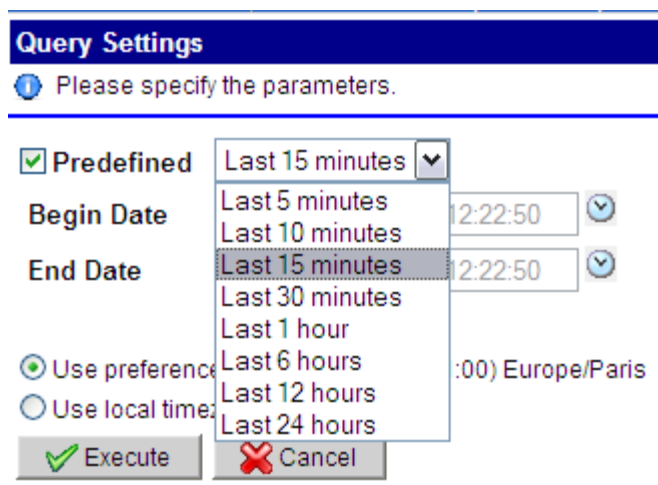 Query Settings
Please specify the parameters.
Predefined Last 15 minutes
Last 5 minutes
Begin Date 12:22:50
Last 10 minutes
End Date Last 15 minutes 12:22:50
Last 30 minutes
Last 1 hour
Use preference Last 6 hours :00) Europe/Paris
Last 12 hours
Use local time
Last 24 hours
Execute Cancel